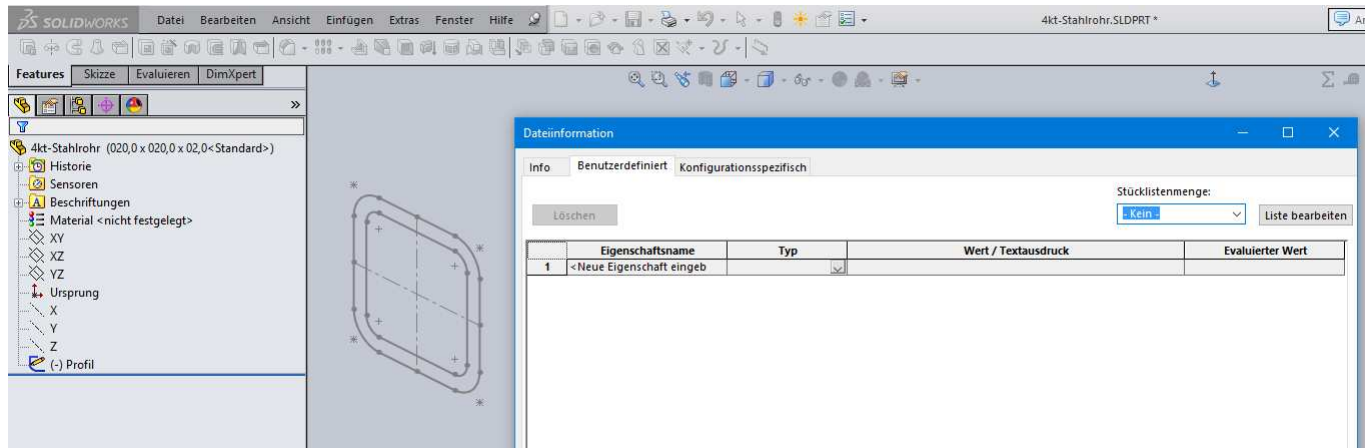 SOLIDWORKS Datei Bearbeiten Ansicht Einfügen Extras Fenster Hilfe 4kt-Stahlrohr.SLDPRT *
Features Skizze Evaluieren DimXpert
»
4kt-Stahlrohr (020,0 x 020,0 x 02,0<Standard>)
Historie
Sensoren
Beschriftungen
Material <nicht festgelegt>
XY
XZ
YZ
Ursprung
X
Y
Z
(-) Profil
Dateiinformation
Info Benutzerdefiniert Konfigurationsspezifisch
Stücklistenmenge:
Löschen - Kein - Liste bearbeiten
Eigenschaftsname Typ Wert / Textausdruck Evaluierter Wert
1 <Neue Eigenschaft eingeb